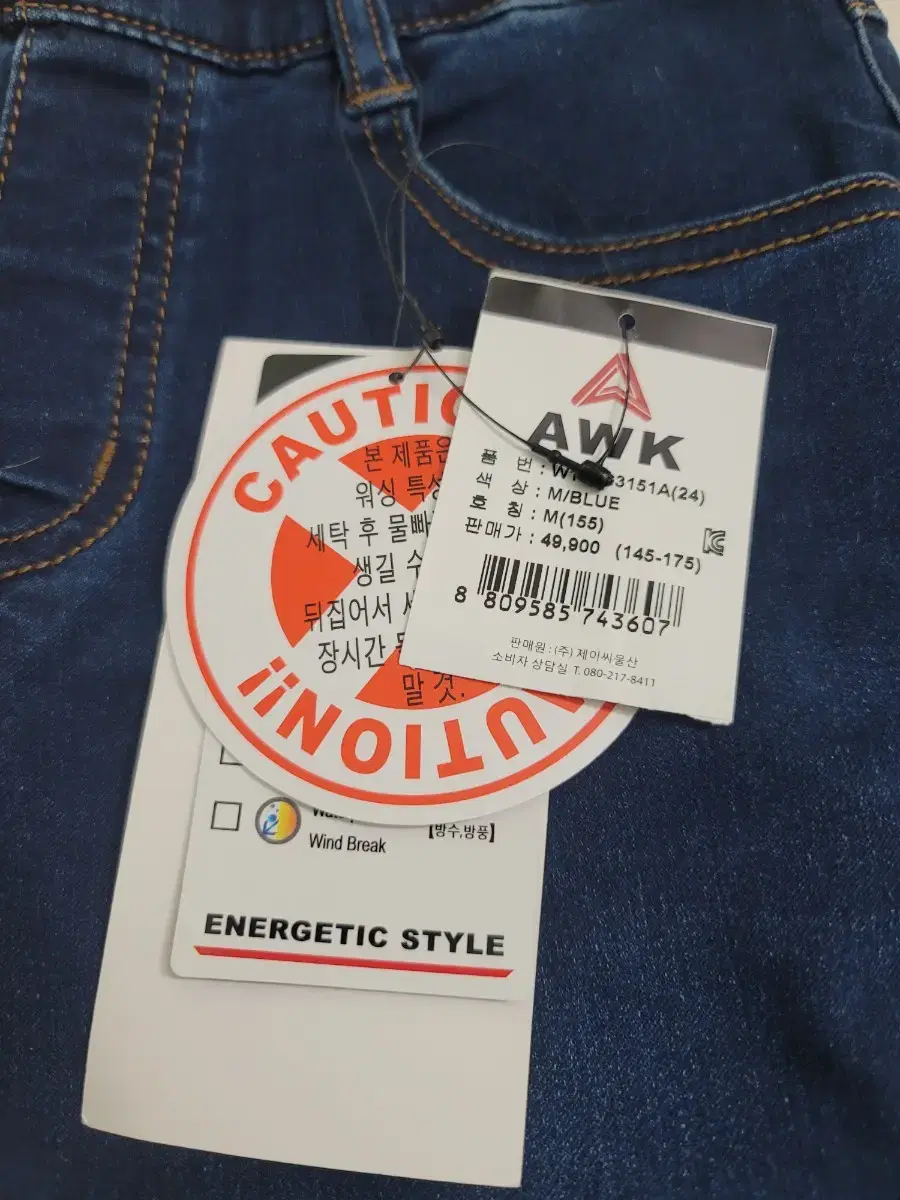 AWK
품 번 : 3151A(24)
색 상 : M/BLUE
호 칭 : M(155)
판매가 : 49,900 (145-175)
8 809585 743607
판매원 : (주) 제이씨물산
소비자 상담실 T. 080-217-8411
본 제품은
워싱 특성
세탁 후 물빠
생길 수
뒤집어서
장시간
말 것.
CAUTION!!
Wind Break
【방수,방풍】
ENERGETIC STYLE